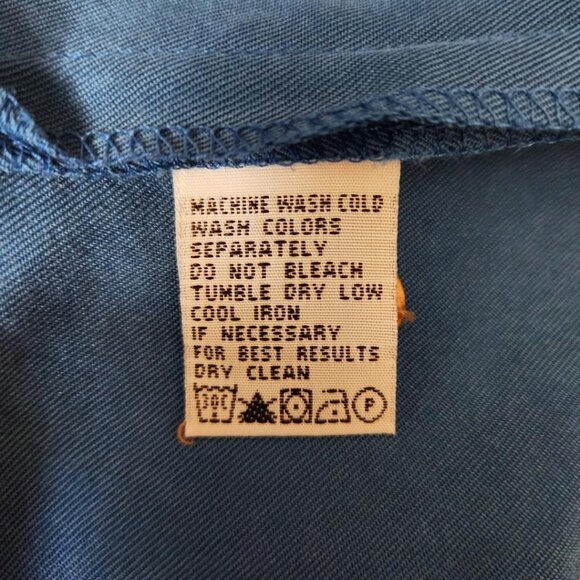 MACHINE WASH COLD
WASH COLORS
SEPARATELY
DO NOT BLEACH
TUMBLE DRY LOW
COOL IRON
IF NECESSARY
FOR BEST RESULTS
DRY CLEAN
30C P